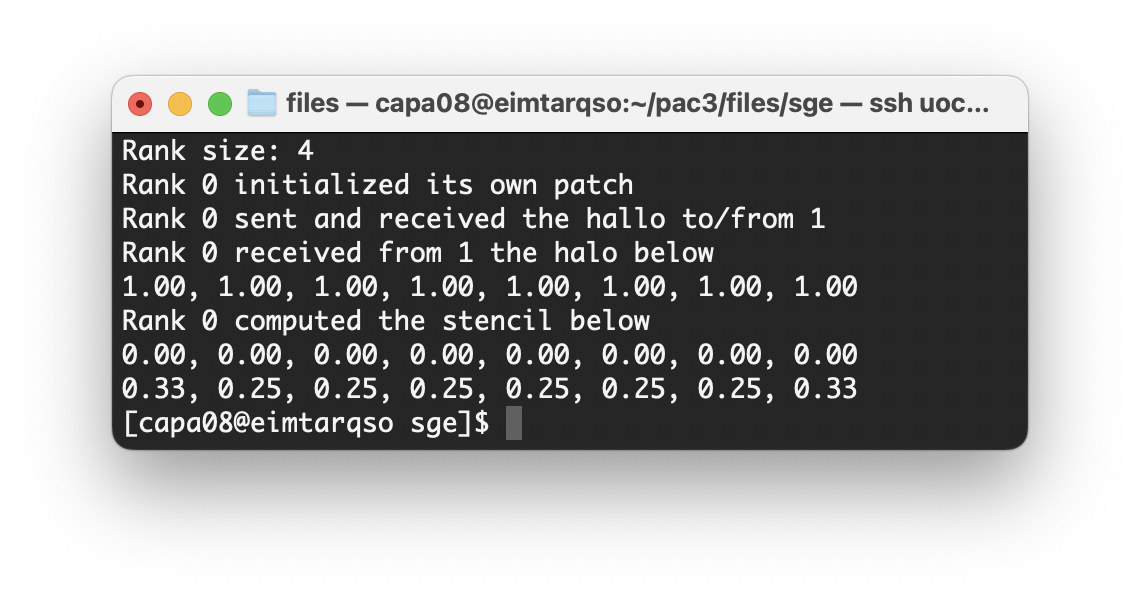 files — capa08@eimtarqso:~/pac3/files/sge — ssh uoc...
Rank size: 4
Rank 0 initialized its own patch
Rank 0 sent and received the hallo to/from 1
Rank 0 received from 1 the halo below
1.00, 1.00, 1.00, 1.00, 1.00, 1.00, 1.00, 1.00
Rank 0 computed the stencil below
0.00, 0.00, 0.00, 0.00, 0.00, 0.00, 0.00, 0.00
0.33, 0.25, 0.25, 0.25, 0.25, 0.25, 0.25, 0.33
[capa08@eimtarqso sge]$